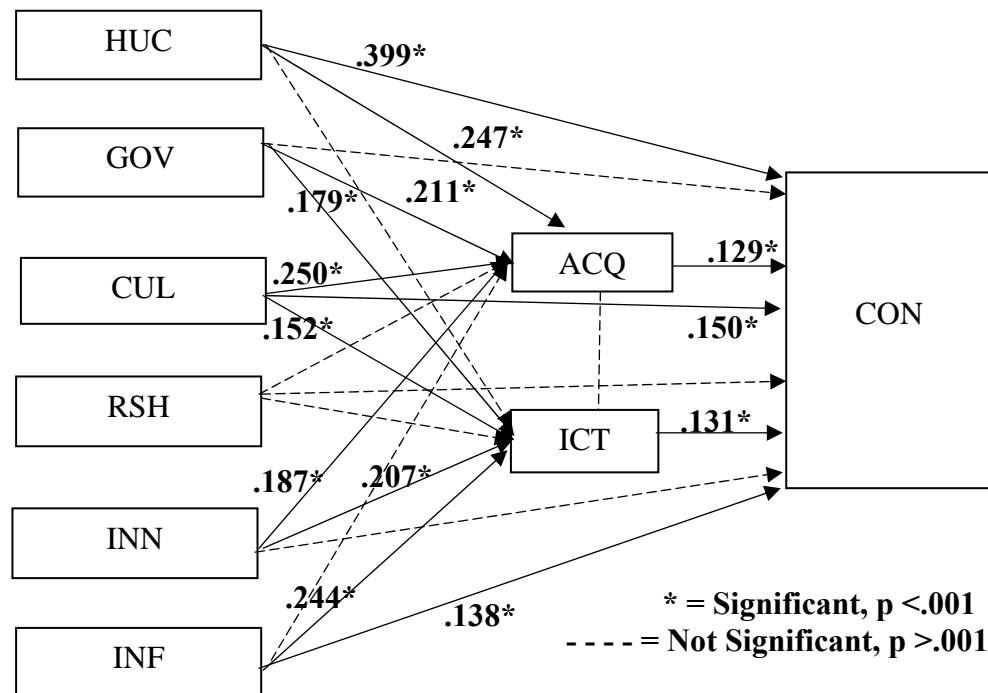 HUC
.399*
.247*
GOV
.179*
.211*
ACQ
.129*
CUL
.250*
.150*
.152*
CON
RSH
ICT
.131*
.187*
.207*
INN
.244*
.138*
* = Significant, p <.001
- - - - = Not Significant, p >.001
INF